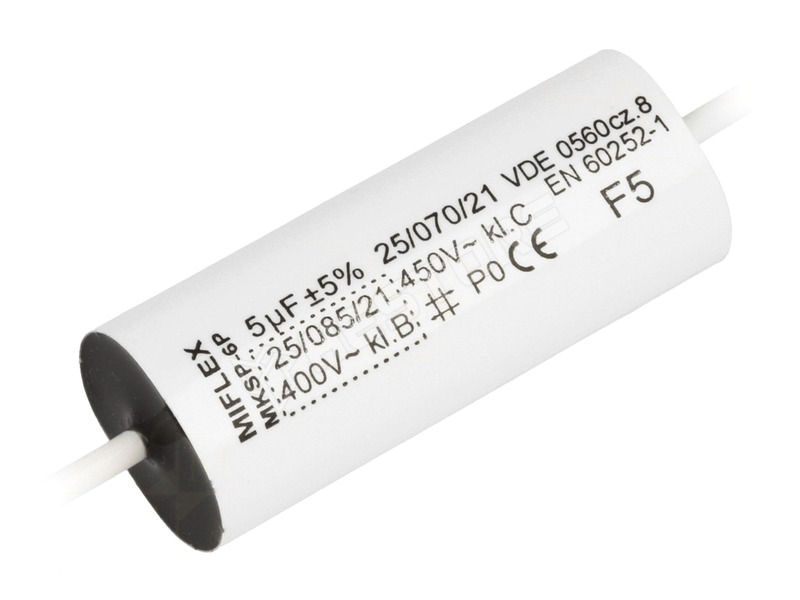 MIFLEX
MKSP-6P
5µF ±5% 25/070/21 VDE 0560cz.8
25/085/21 450V~ kl.C EN 60252-1
400V~ kl.B # P0 CE F5